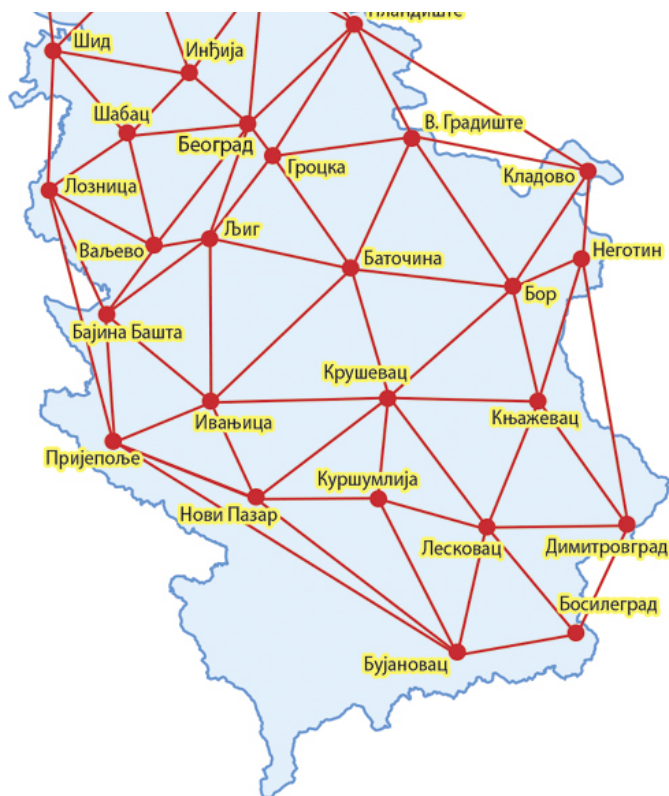 Пландиште
Шид
Инђија
Шабац
Београд
В. Градиште
Гроцка
Кладово
Лозница
Љиг
Ваљево
Баточина
Неготин
Бор
Бајина Башта
Крушевац
Ивањица
Књажевац
Пријепоље
Куршумлија
Нови Пазар
Лесковац
Димитровград
Босилеград
Бујановац